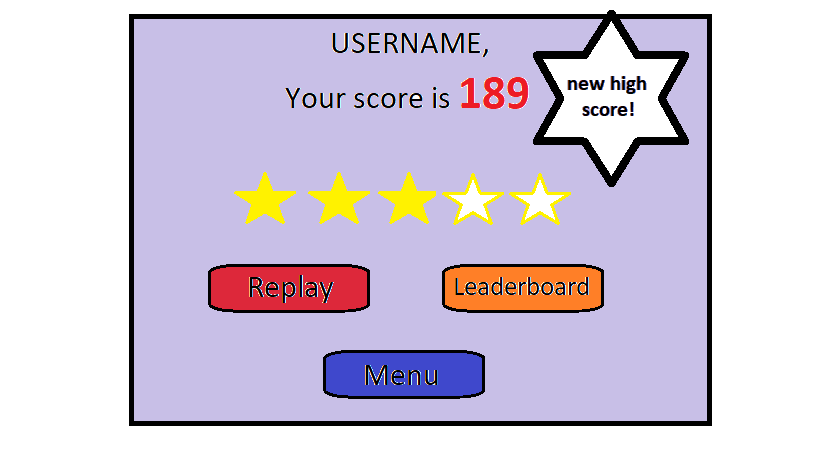 USERNAME,
Your score is 189
new high
score!
Replay
Leaderboard
Menu